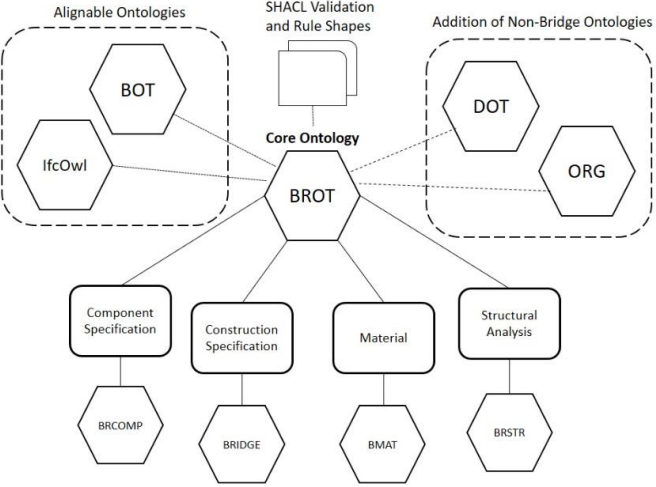 Alignable Ontologies
SHACL Validation
and Rule Shapes
Addition of Non-Bridge Ontologies
BOT
IfcOwl
Core Ontology
BROT
DOT
ORG
Component
Specification
Construction
Specification
Material
Structural
Analysis
BRCOMP
BRIDGE
BMAT
BRSTR